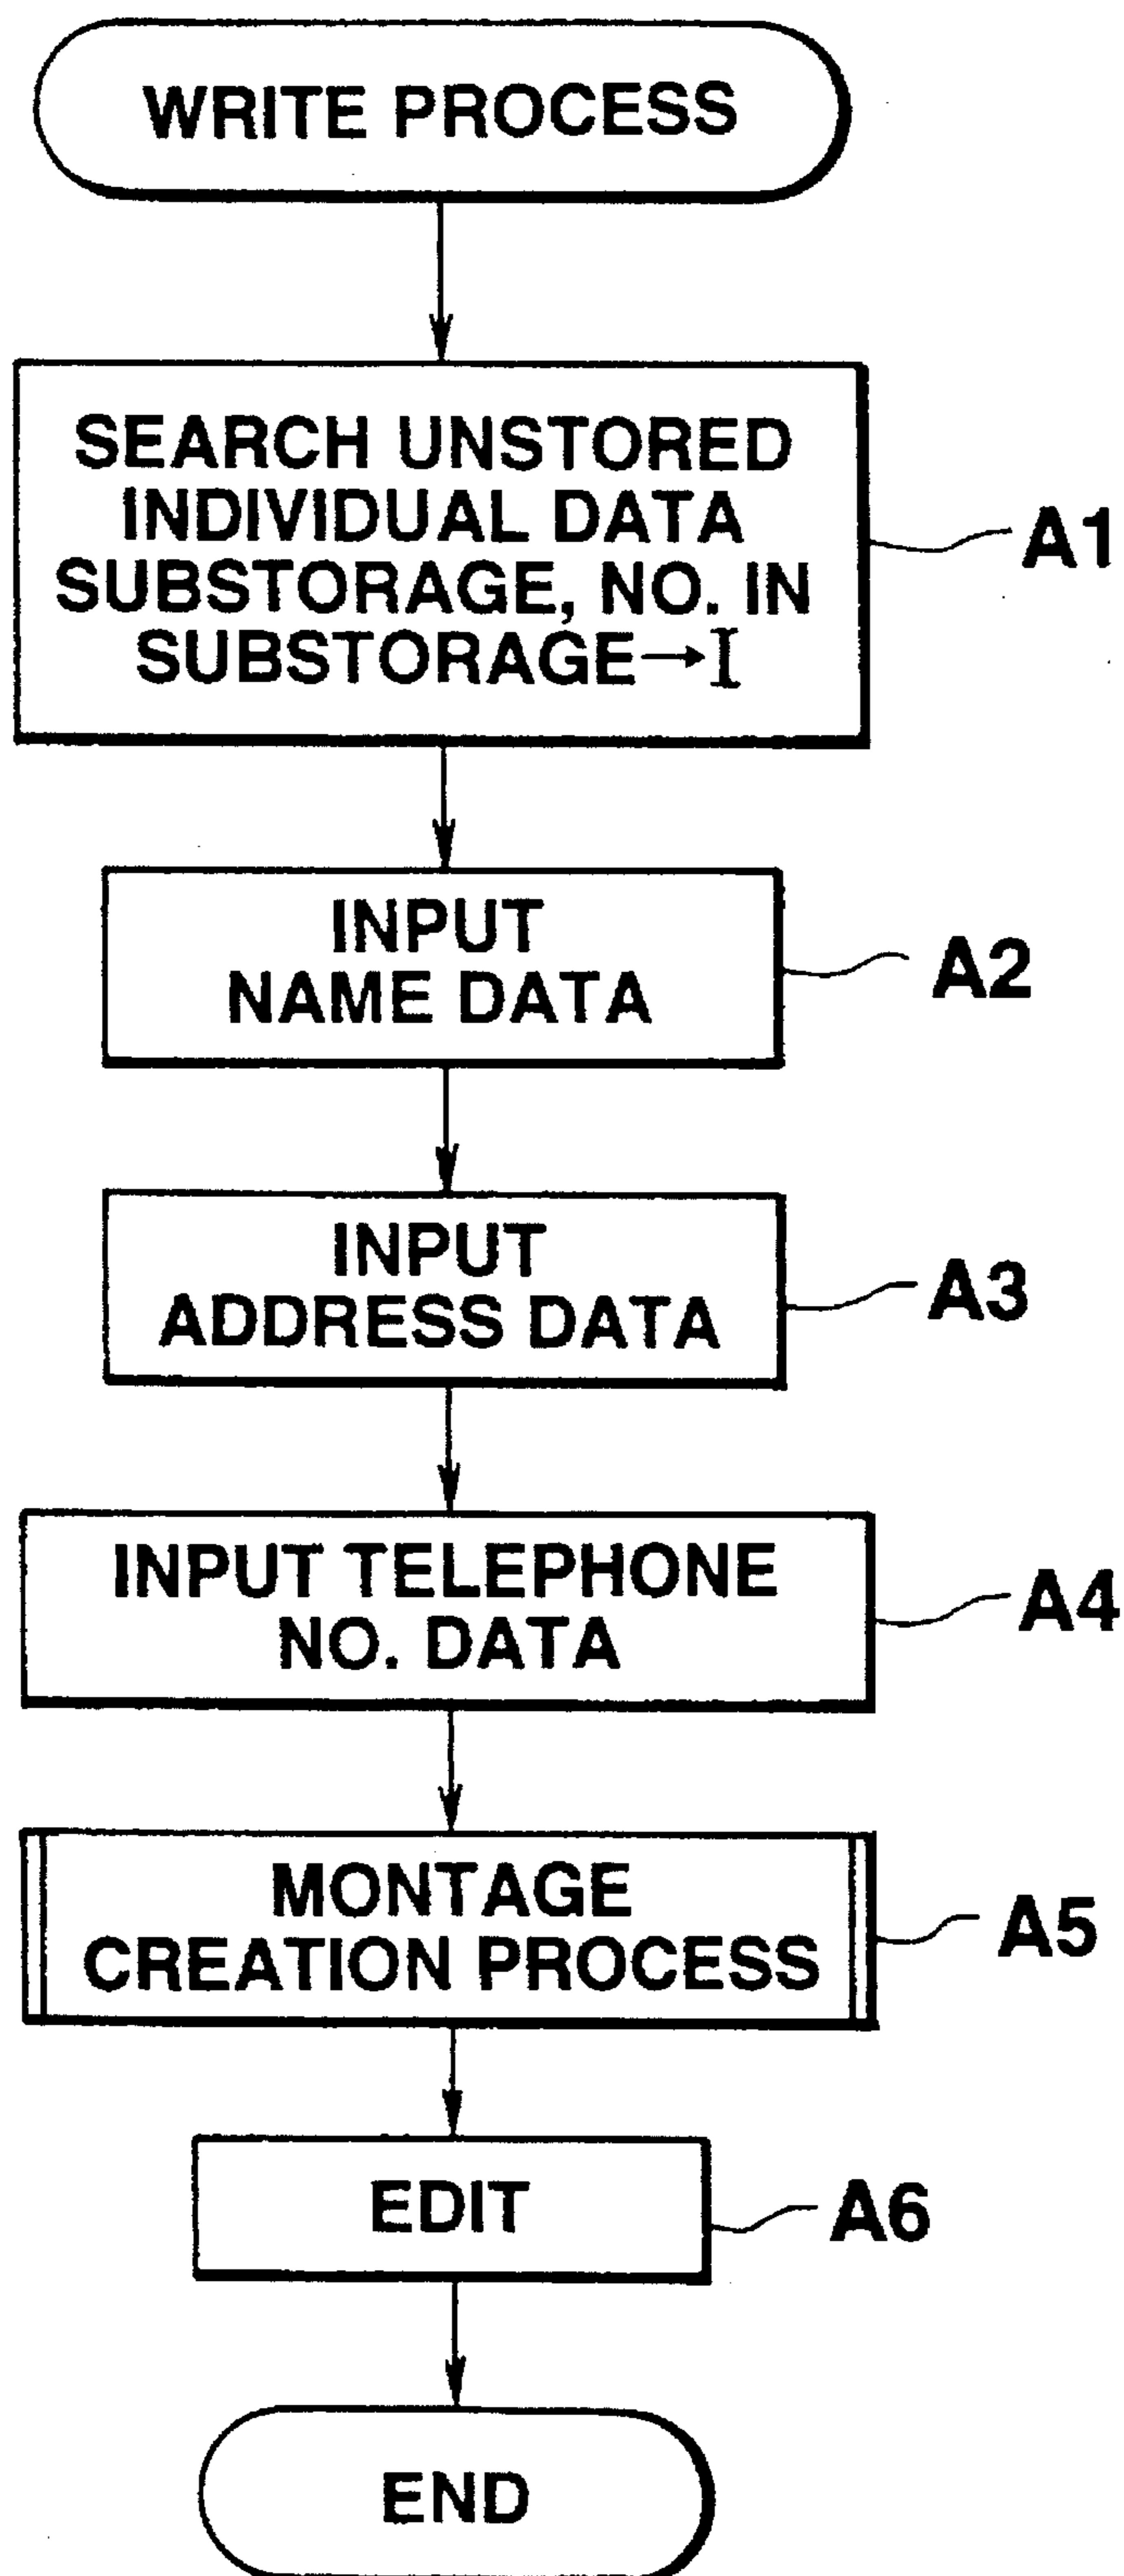 WRITE PROCESS
SEARCH UNSTORED
INDIVIDUAL DATA
SUBSTORAGE, NO. IN
SUBSTORAGE→I
A1
INPUT
NAME DATA
A2
INPUT
ADDRESS DATA
A3
INPUT TELEPHONE
NO. DATA
A4
MONTAGE
CREATION PROCESS
A5
EDIT
A6
END